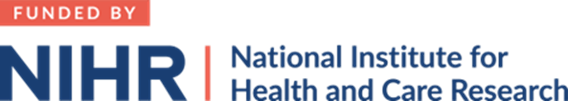 FUNDED BY
NIHR | National Institute for
Health and Care Research